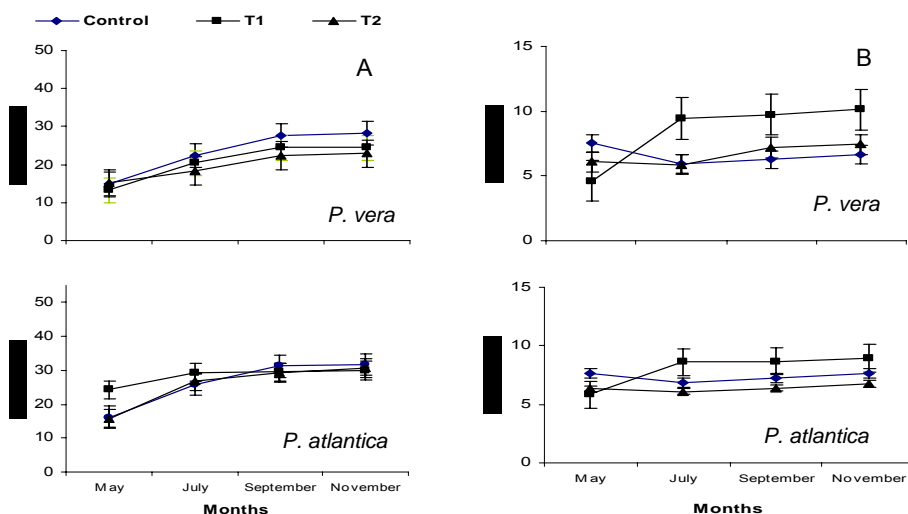 Control T1 T2
50
40
30
20
10
0
A
P. vera
15
10
5
0
B
P. vera
50
40
30
20
10
0
P. atlantica
May July September November
Months
15
10
5
0
P. atlantica
May July September November
Months